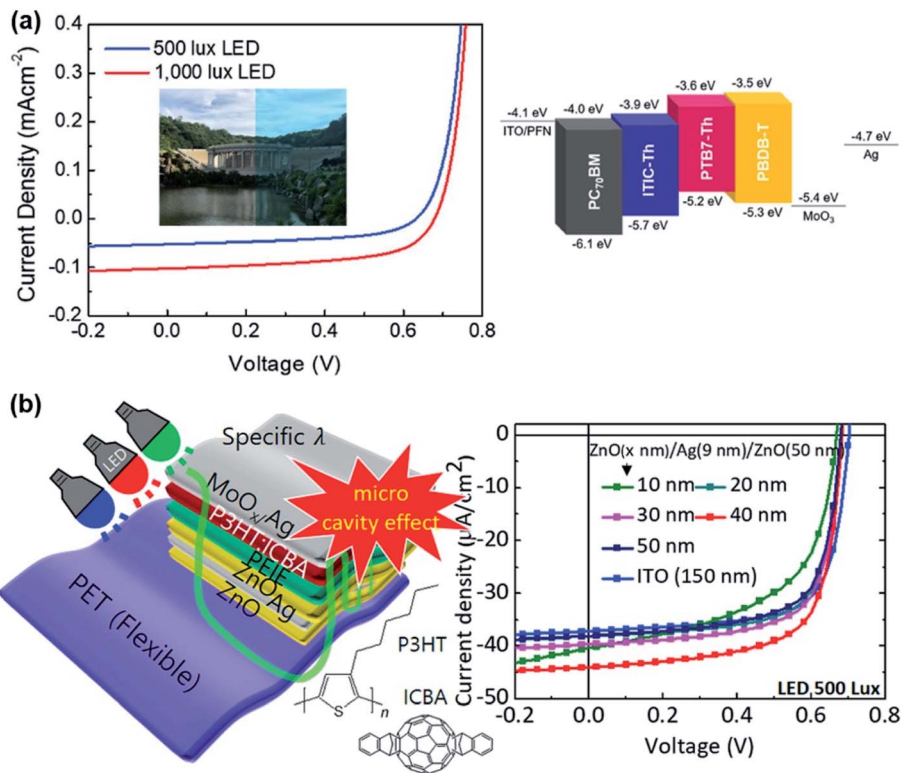 (a)
Current Density (mAcm-2)
0.4
0.3
0.2
0.1
0.0
-0.1
-0.2
500 lux LED
1,000 lux LED
-0.2
0.0
0.2
0.4
0.6
0.8
Voltage (V)
-4.1 eV
ITO/PFN
-4.0 eV
PC70BM
-6.1 eV
-3.9 eV
ITIC-Th
-5.7 eV
-3.6 eV
PTB7-Th
-5.2 eV
-3.5 eV
PBDB-T
-5.3 eV
-5.4 eV
MoO3
-4.7 eV
Ag
(b)
LED
Specific λ
MoOx/Ag
P3HT:ICBA
PEIE
ZnO
Ag
ZnO
PET (Flexible)
micro
cavity effect
P3HT
S
n
ICBA
Current density (μA/cm2)
0
-10
-20
-30
-40
-50
ZnO(x nm)/Ag(9 nm)/ZnO(50 nm)
10 nm
20 nm
30 nm
40 nm
50 nm
ITO (150 nm)
LED 500 Lux
-0.2
0.0
0.2
0.4
0.6
0.8
Voltage (V)